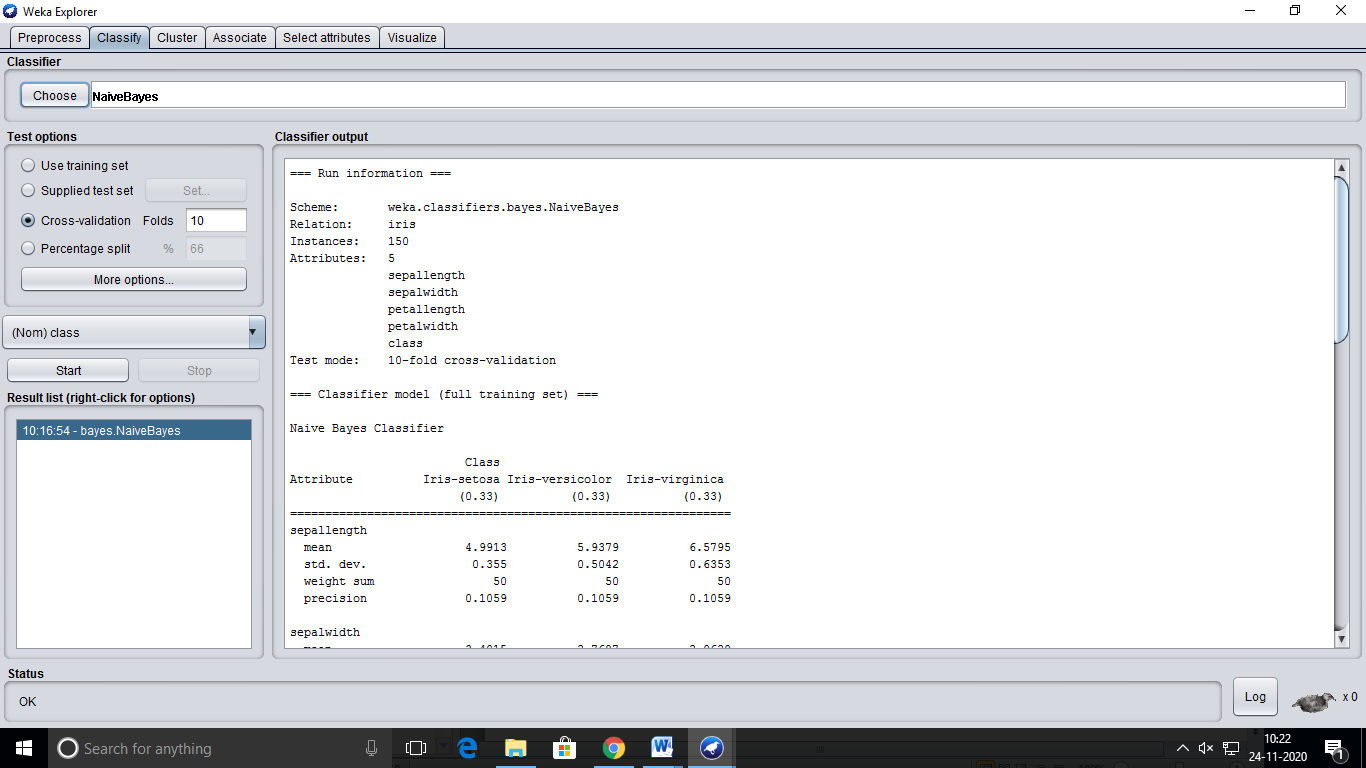 Weka Explorer
Preprocess Classify Cluster Associate Select attributes Visualize
Classifier
Choose NaiveBayes
Test options
Use training set
Supplied test set Set...
Cross-validation Folds 10
Percentage split % 66
More options...
(Nom) class
Start Stop
Result list (right-click for options)
10:16:54 - bayes.NaiveBayes
Classifier output
=== Run information ===
Scheme: weka.classifiers.bayes.NaiveBayes
Relation: iris
Instances: 150
Attributes: 5
sepallength
sepalwidth
petallength
petalwidth
class
Test mode: 10-fold cross-validation
=== Classifier model (full training set) ===
Naive Bayes Classifier
Class
Attribute Iris-setosa Iris-versicolor Iris-virginica
(0.33) (0.33) (0.33)
===============================================================
sepallength
mean 4.9913 5.9379 6.5795
std. dev. 0.355 0.5042 0.6353
weight sum 50 50 50
precision 0.1059 0.1059 0.1059
sepalwidth
Status
OK
Log x 0
Search for anything
10:22
24-11-2020
1